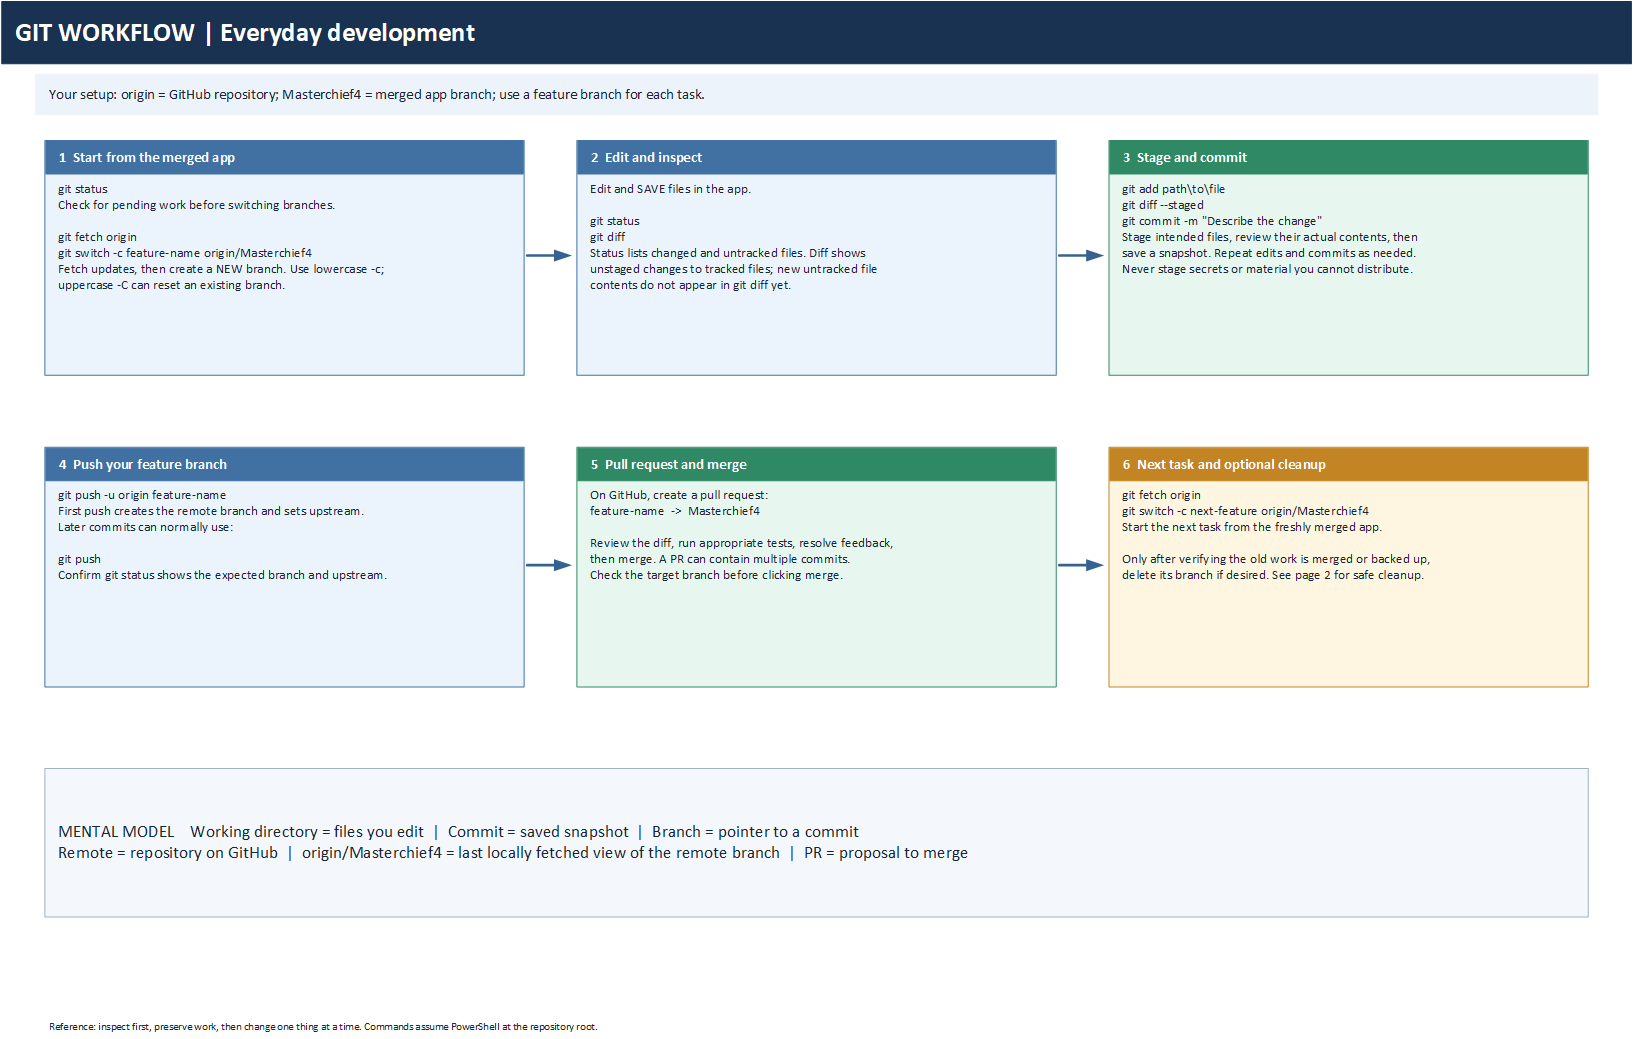 GIT WORKFLOW | Everyday development
Your setup: origin = GitHub repository; Masterchief4 = merged app branch; use a feature branch for each task.
1 Start from the merged app
git status
Check for pending work before switching branches.
git fetch origin
git switch -c feature-name origin/Masterchief4
Fetch updates, then create a NEW branch. Use lowercase -c;
uppercase -C can reset an existing branch.
2 Edit and inspect
Edit and SAVE files in the app.
git status
git diff
Status lists changed and untracked files. Diff shows
unstaged changes to tracked files; new untracked file
contents do not appear in git diff yet.
3 Stage and commit
git add path\to\file
git diff --staged
git commit -m "Describe the change"
Stage intended files, review their actual contents, then
save a snapshot. Repeat edits and commits as needed.
Never stage secrets or material you cannot distribute.
4 Push your feature branch
git push -u origin feature-name
First push creates the remote branch and sets upstream.
Later commits can normally use:
git push
Confirm git status shows the expected branch and upstream.
5 Pull request and merge
On GitHub, create a pull request:
feature-name -> Masterchief4
Review the diff, run appropriate tests, resolve feedback,
then merge. A PR can contain multiple commits.
Check the target branch before clicking merge.
6 Next task and optional cleanup
git fetch origin
git switch -c next-feature origin/Masterchief4
Start the next task from the freshly merged app.
Only after verifying the old work is merged or backed up,
delete its branch if desired. See page 2 for safe cleanup.
MENTAL MODEL Working directory = files you edit | Commit = saved snapshot | Branch = pointer to a commit
Remote = repository on GitHub | origin/Masterchief4 = last locally fetched view of the remote branch | PR = proposal to merge
Reference: inspect first, preserve work, then change one thing at a time. Commands assume PowerShell at the repository root.